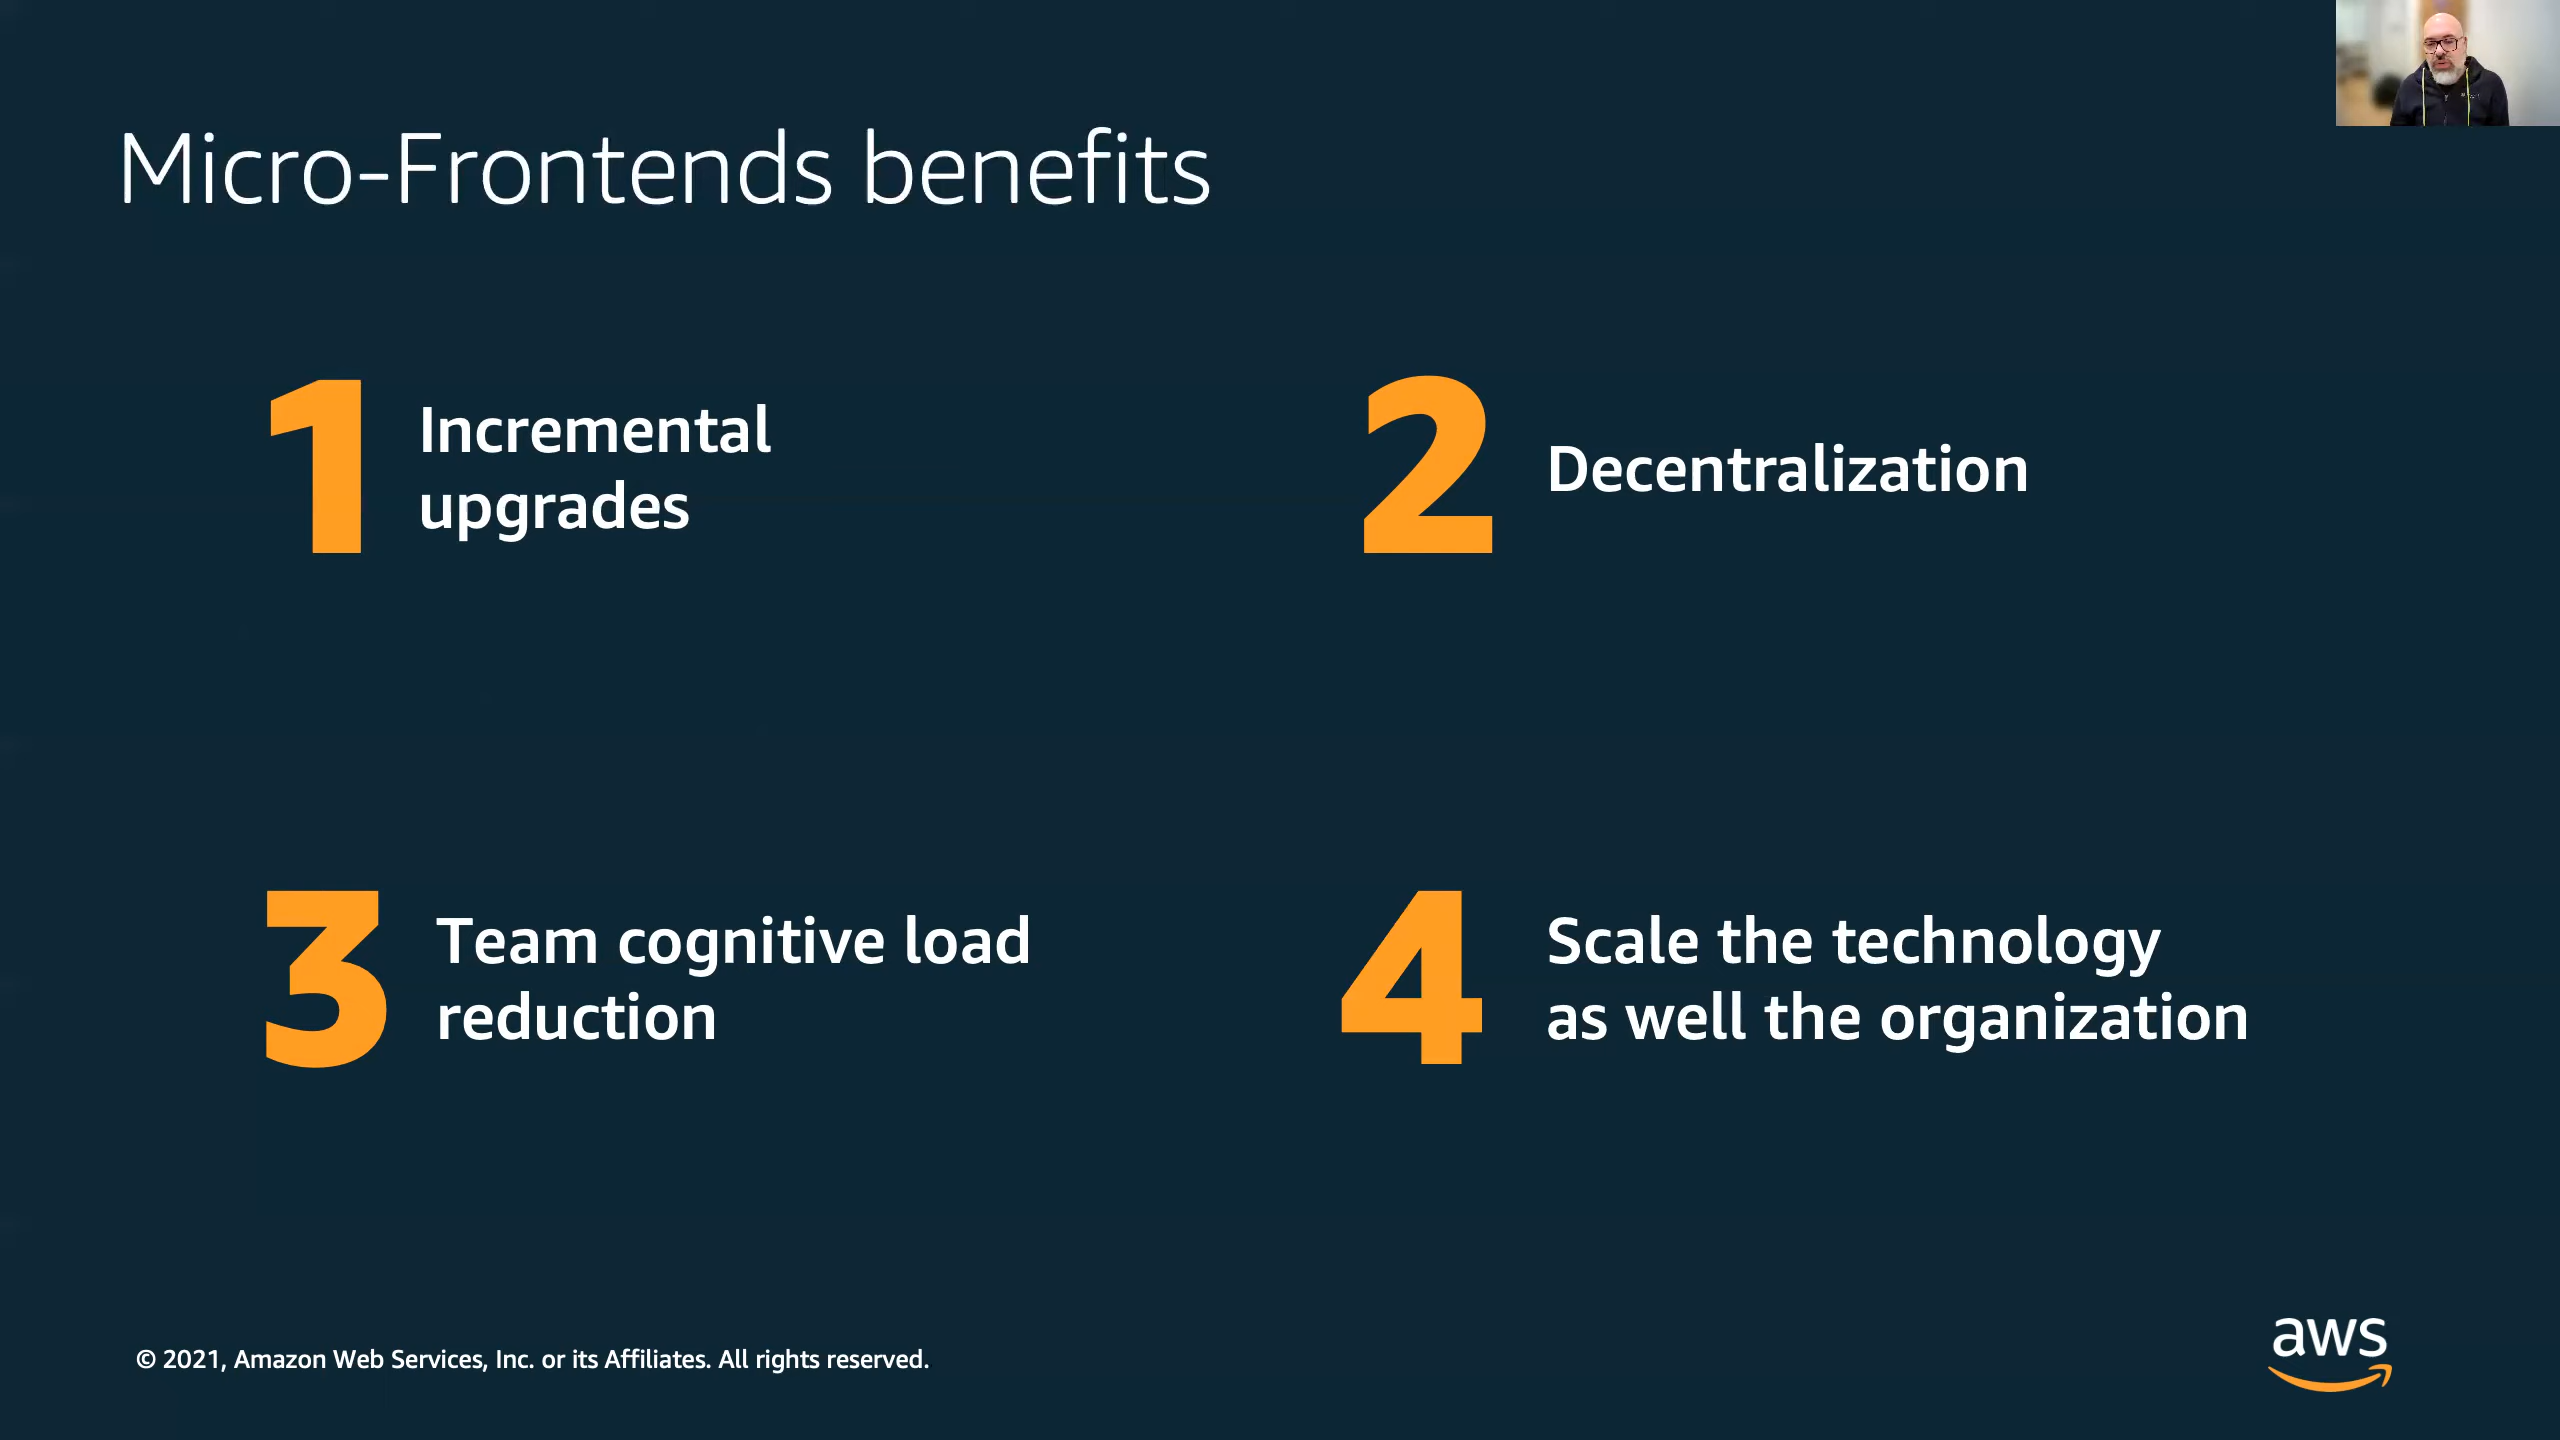 Micro-Frontends benefits
1
Incremental
upgrades
2
Decentralization
3
Team cognitive load
reduction
4
Scale the technology
as well the organization
© 2021, Amazon Web Services, Inc. or its Affiliates. All rights reserved.
aws